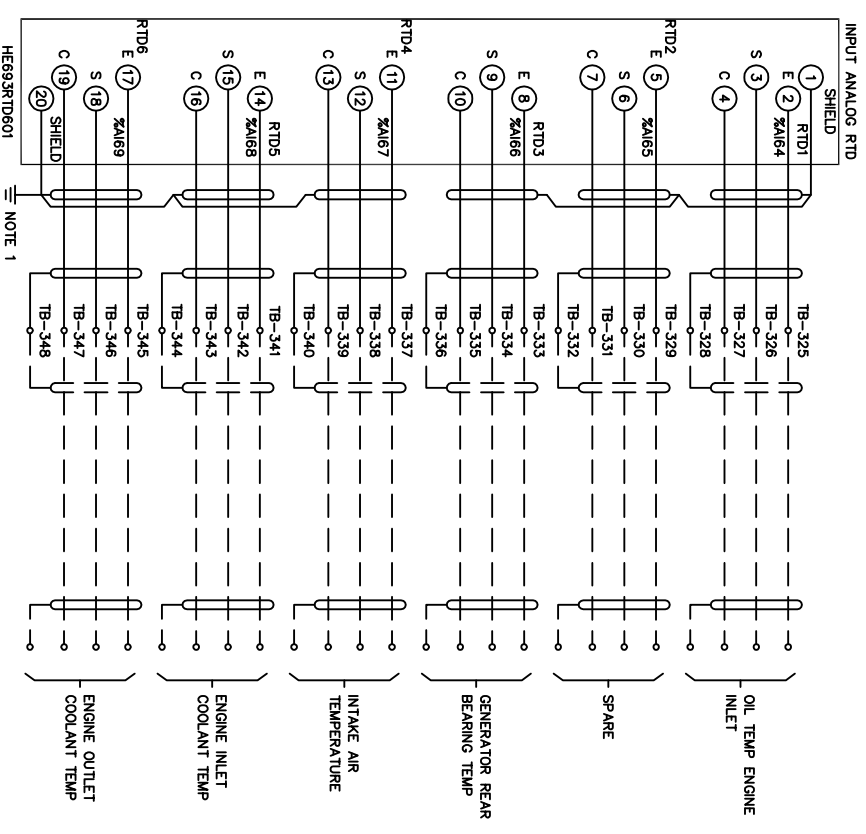 INPUT ANALOG RTD
SHIELD
1
RTD1
E 2 %AI64
S 3
C 4
TB-325
TB-326
TB-327
TB-328
OIL TEMP ENGINE
INLET
RTD2
E 5 %AI65
S 6
C 7
TB-329
TB-330
TB-331
TB-332
SPARE
RTD3
E 8 %AI66
S 9
C 10
TB-333
TB-334
TB-335
TB-336
GENERATOR REAR
BEARING TEMP
RTD4
E 11 %AI67
S 12
C 13
TB-337
TB-338
TB-339
TB-340
INTAKE AIR
TEMPERATURE
RTD5
E 14 %AI68
S 15
C 16
TB-341
TB-342
TB-343
TB-344
ENGINE INLET
COOLANT TEMP
RTD6
E 17 %AI69
S 18
C 19
SHIELD
20
TB-345
TB-346
TB-347
TB-348
ENGINE OUTLET
COOLANT TEMP
HE693RTD601
NOTE 1